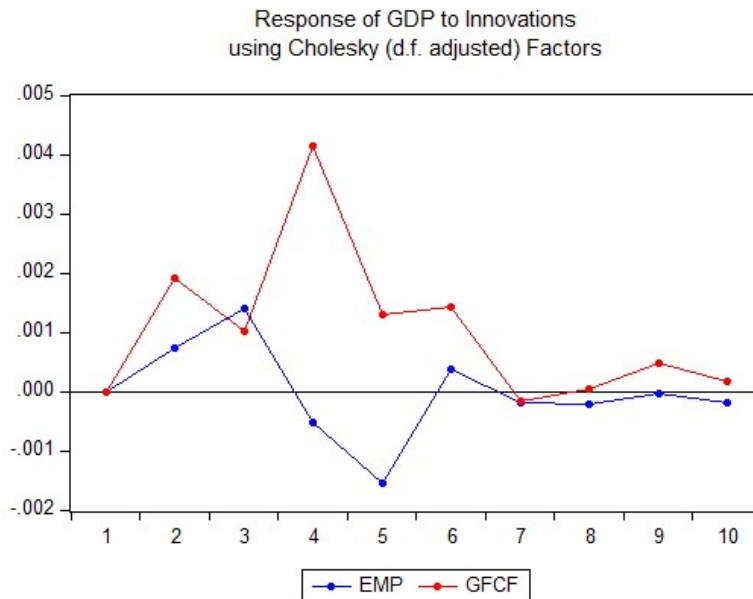 Response of GDP to Innovations
using Cholesky (d.f. adjusted) Factors
.005
.004
.003
.002
.001
.000
-.001
-.002
1 2 3 4 5 6 7 8 9 10
EMP GFCF